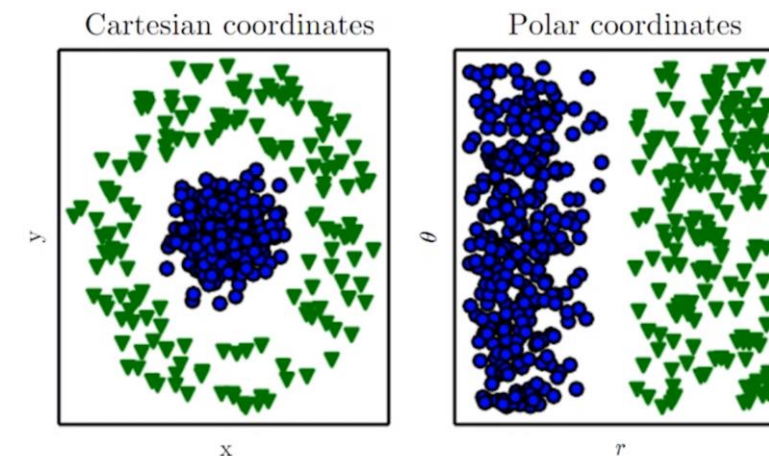 Cartesian coordinates
Polar coordinates
y
θ
x
r